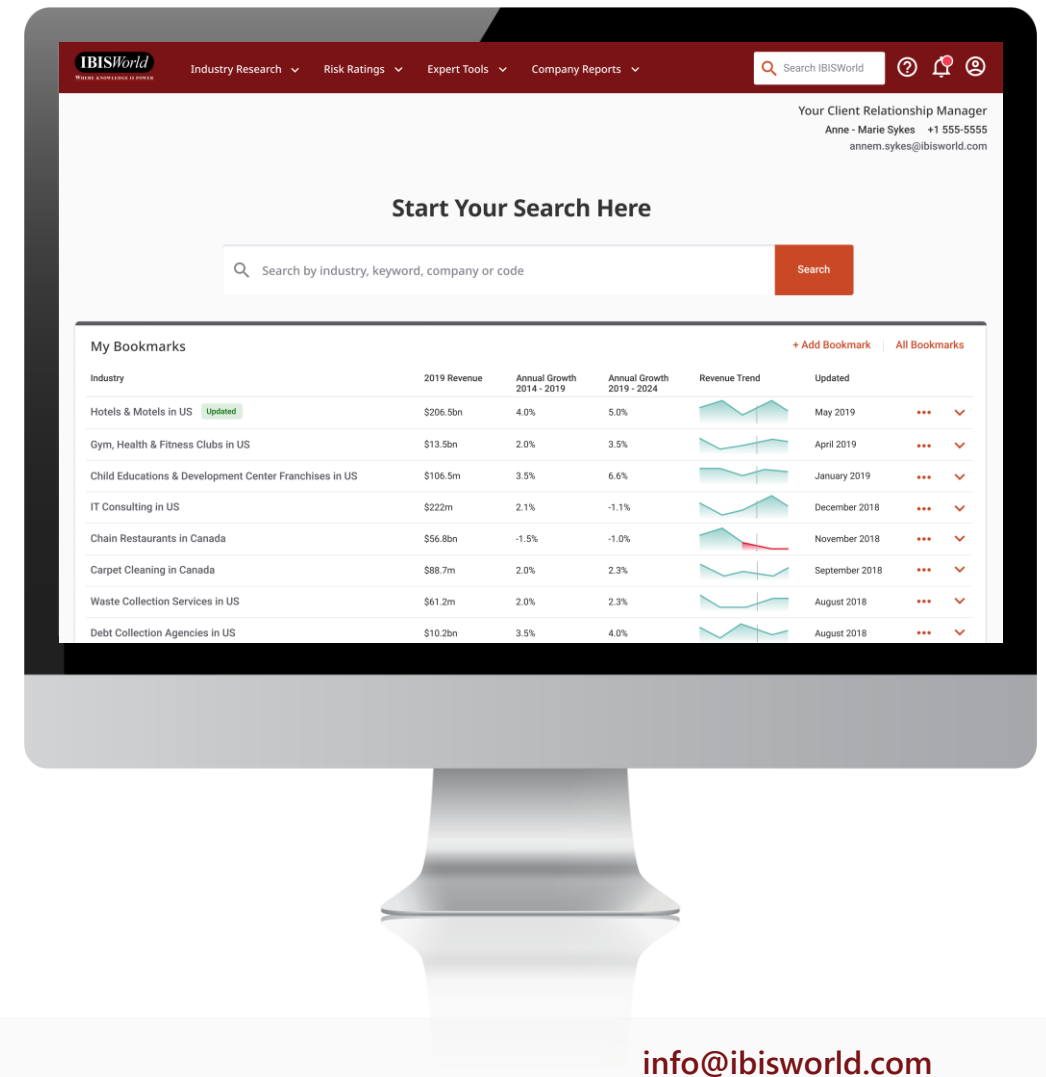 IBISWorld
WHERE KNOWLEDGE IS POWER
Industry Research Risk Ratings Expert Tools Company Reports Search IBISWorld
Your Client Relationship Manager
Anne - Marie Sykes +1 555-5555
annem.sykes@ibisworld.com
Start Your Search Here
Search by industry, keyword, company or code Search
My Bookmarks + Add Bookmark All Bookmarks
Industry 2019 Revenue Annual Growth 2014 - 2019 Annual Growth 2019 - 2024 Revenue Trend Updated
Hotels & Motels in US Updated $206.5bn 4.0% 5.0% May 2019
Gym, Health & Fitness Clubs in US $13.5bn 2.0% 3.5% April 2019
Child Educations & Development Center Franchises in US $106.5m 3.5% 6.6% January 2019
IT Consulting in US $222m 2.1% -1.1% December 2018
Chain Restaurants in Canada $56.8bn -1.5% -1.0% November 2018
Carpet Cleaning in Canada $88.7m 2.0% 2.3% September 2018
Waste Collection Services in US $61.2m 2.0% 2.3% August 2018
Debt Collection Agencies in US $10.2bn 3.5% 4.0% August 2018
info@ibisworld.com